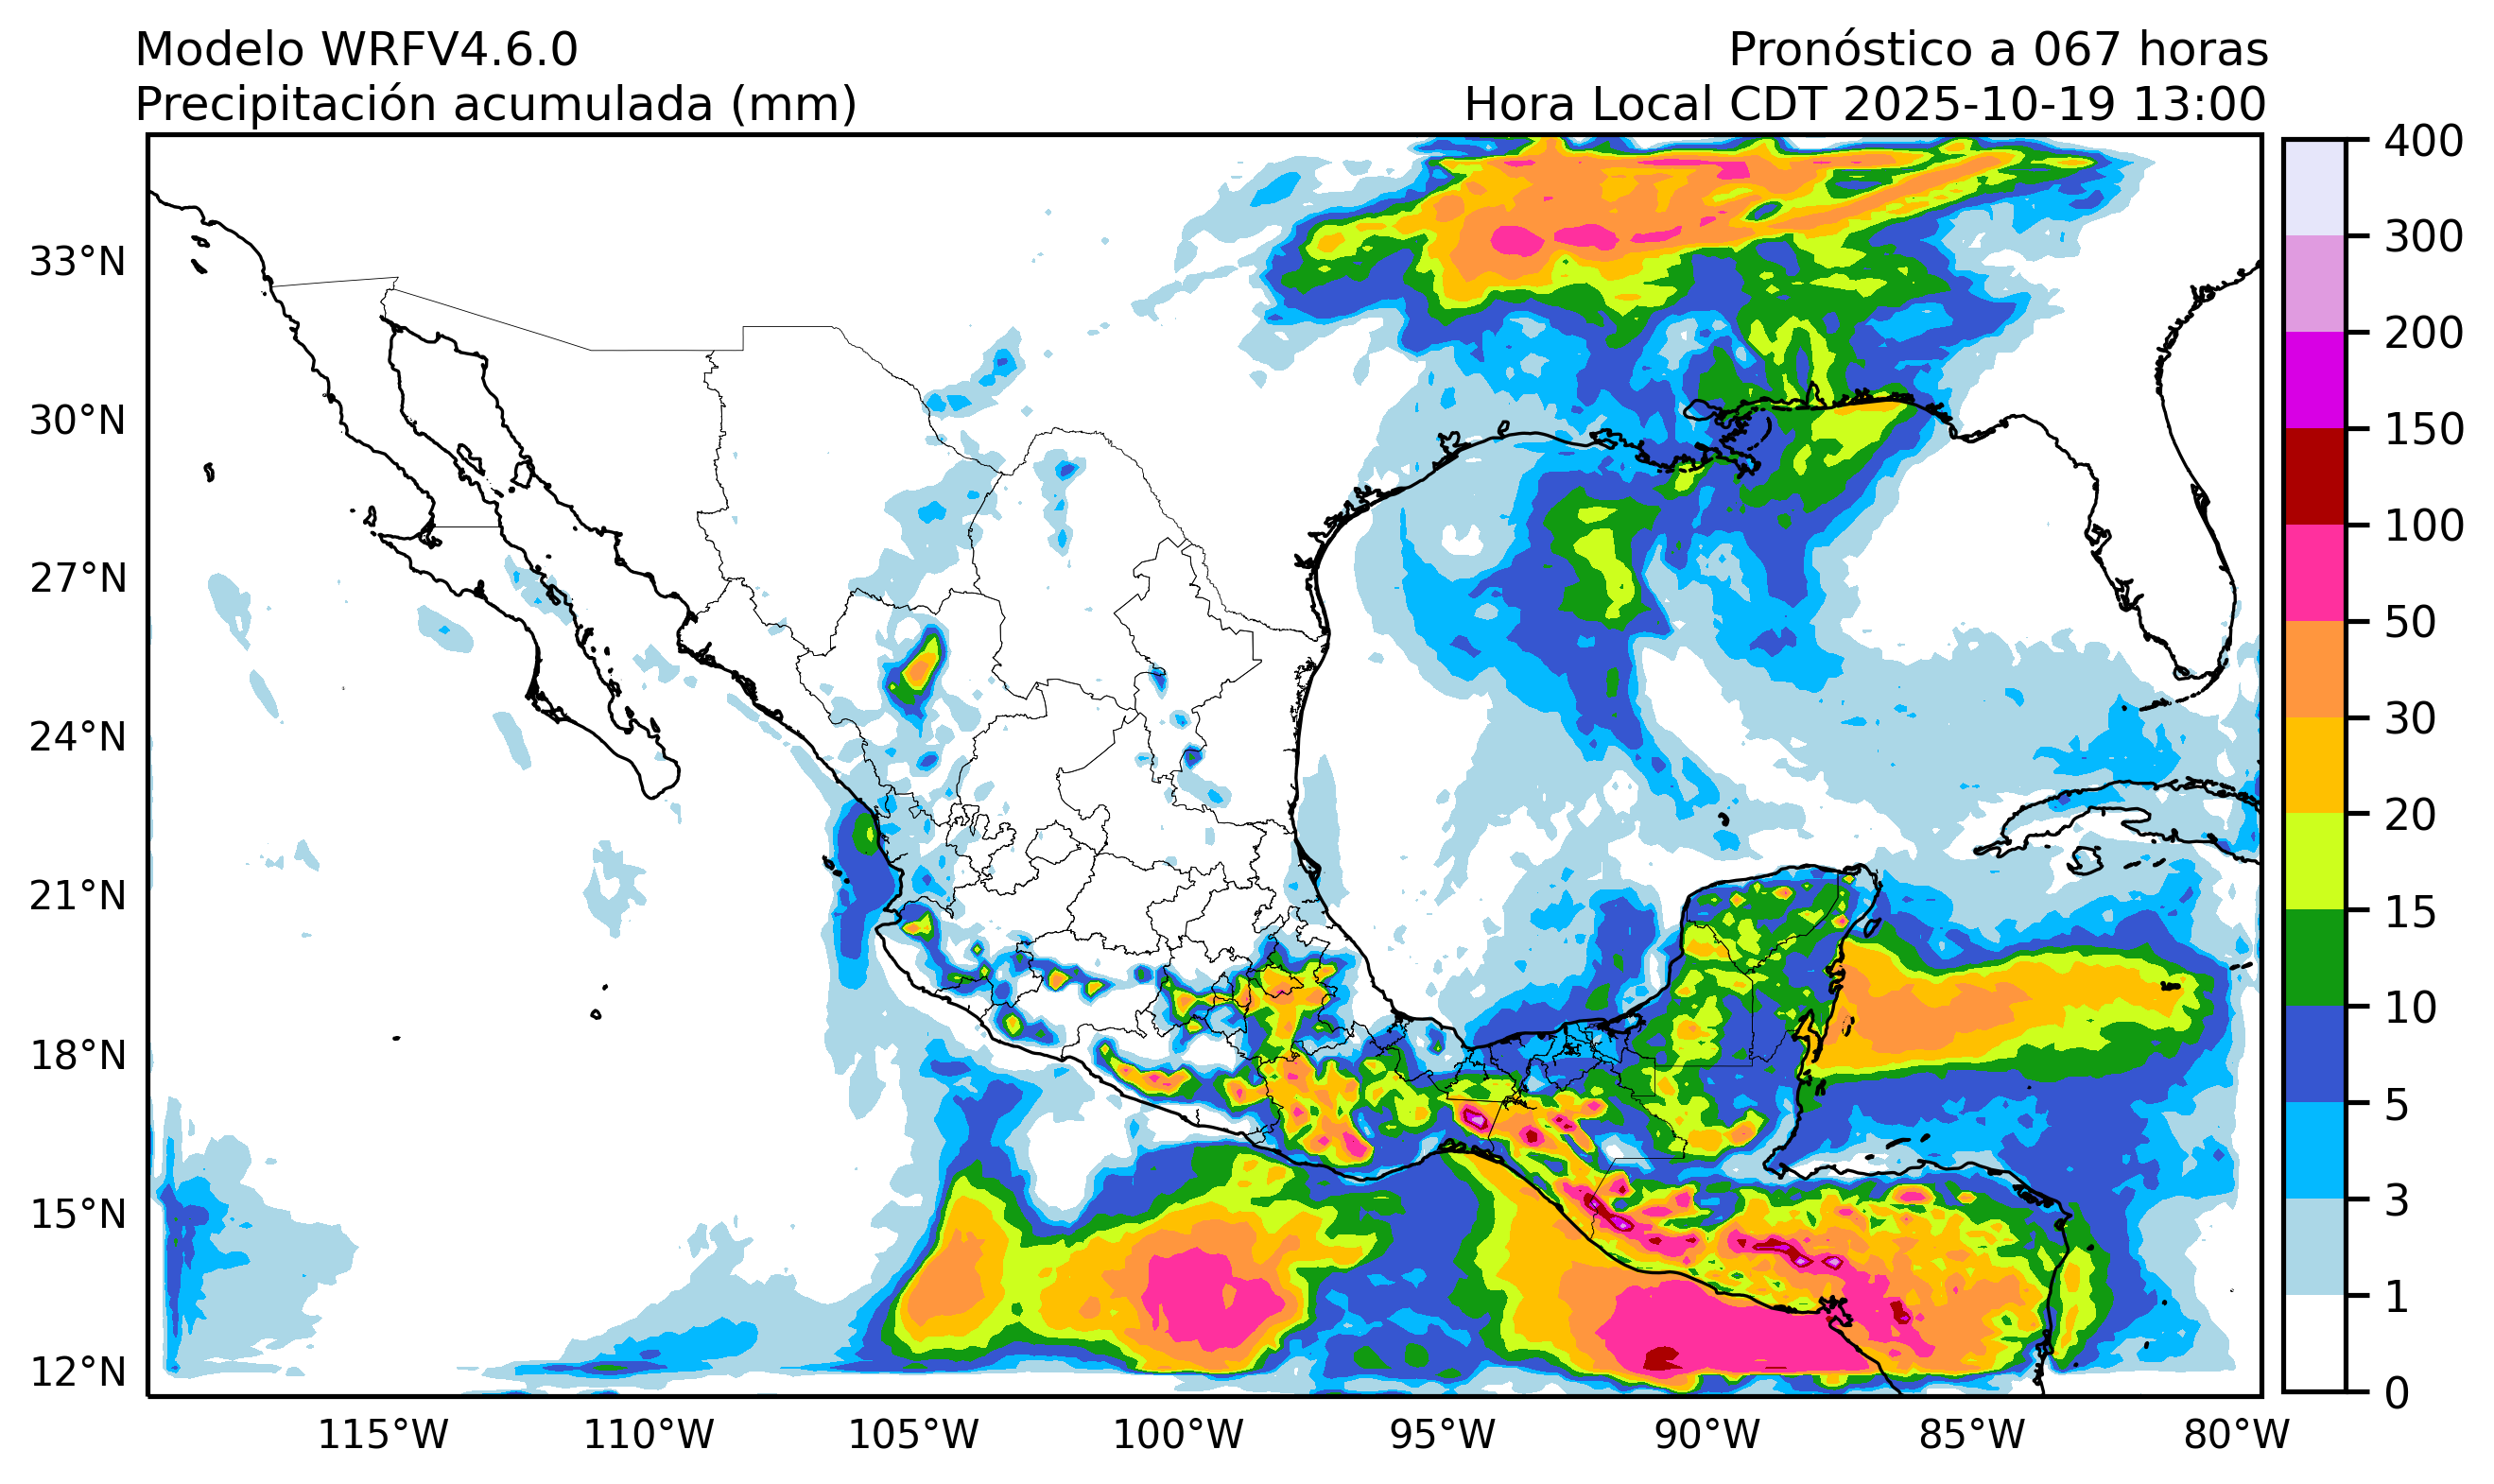 Modelo WRFV4.6.0
Pronóstico a 067 horas
Precipitación acumulada (mm)
Hora Local CDT 2025-10-19 13:00
33°N
30°N
27°N
24°N
21°N
18°N
15°N
12°N
115°W
110°W
105°W
100°W
95°W
90°W
85°W
80°W
400
300
200
150
100
50
30
20
15
10
5
3
1
0